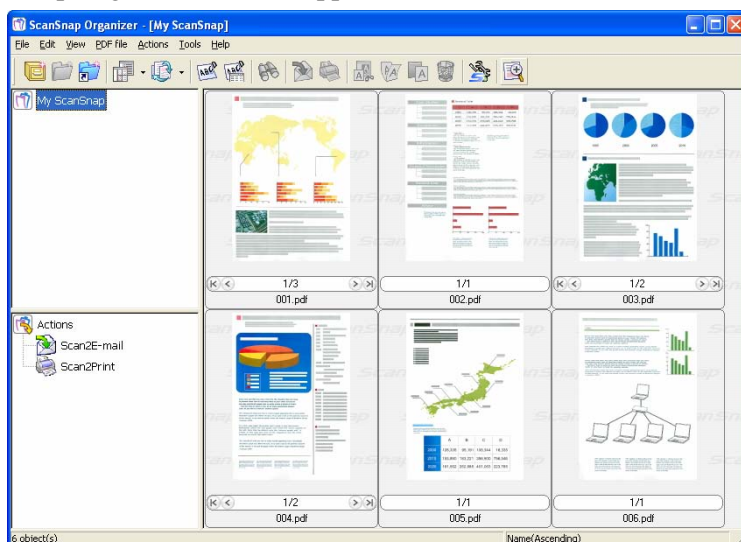 ScanSnap Organizer - [My ScanSnap]
File Edit View PDF file Actions Tools Help
My ScanSnap
1/3
001.pdf
1/1
002.pdf
1/2
003.pdf
Actions
Scan2E-mail
Scan2Print
1/2
004.pdf
1/1
005.pdf
1/1
006.pdf
6 object(s)
Name(Ascending)